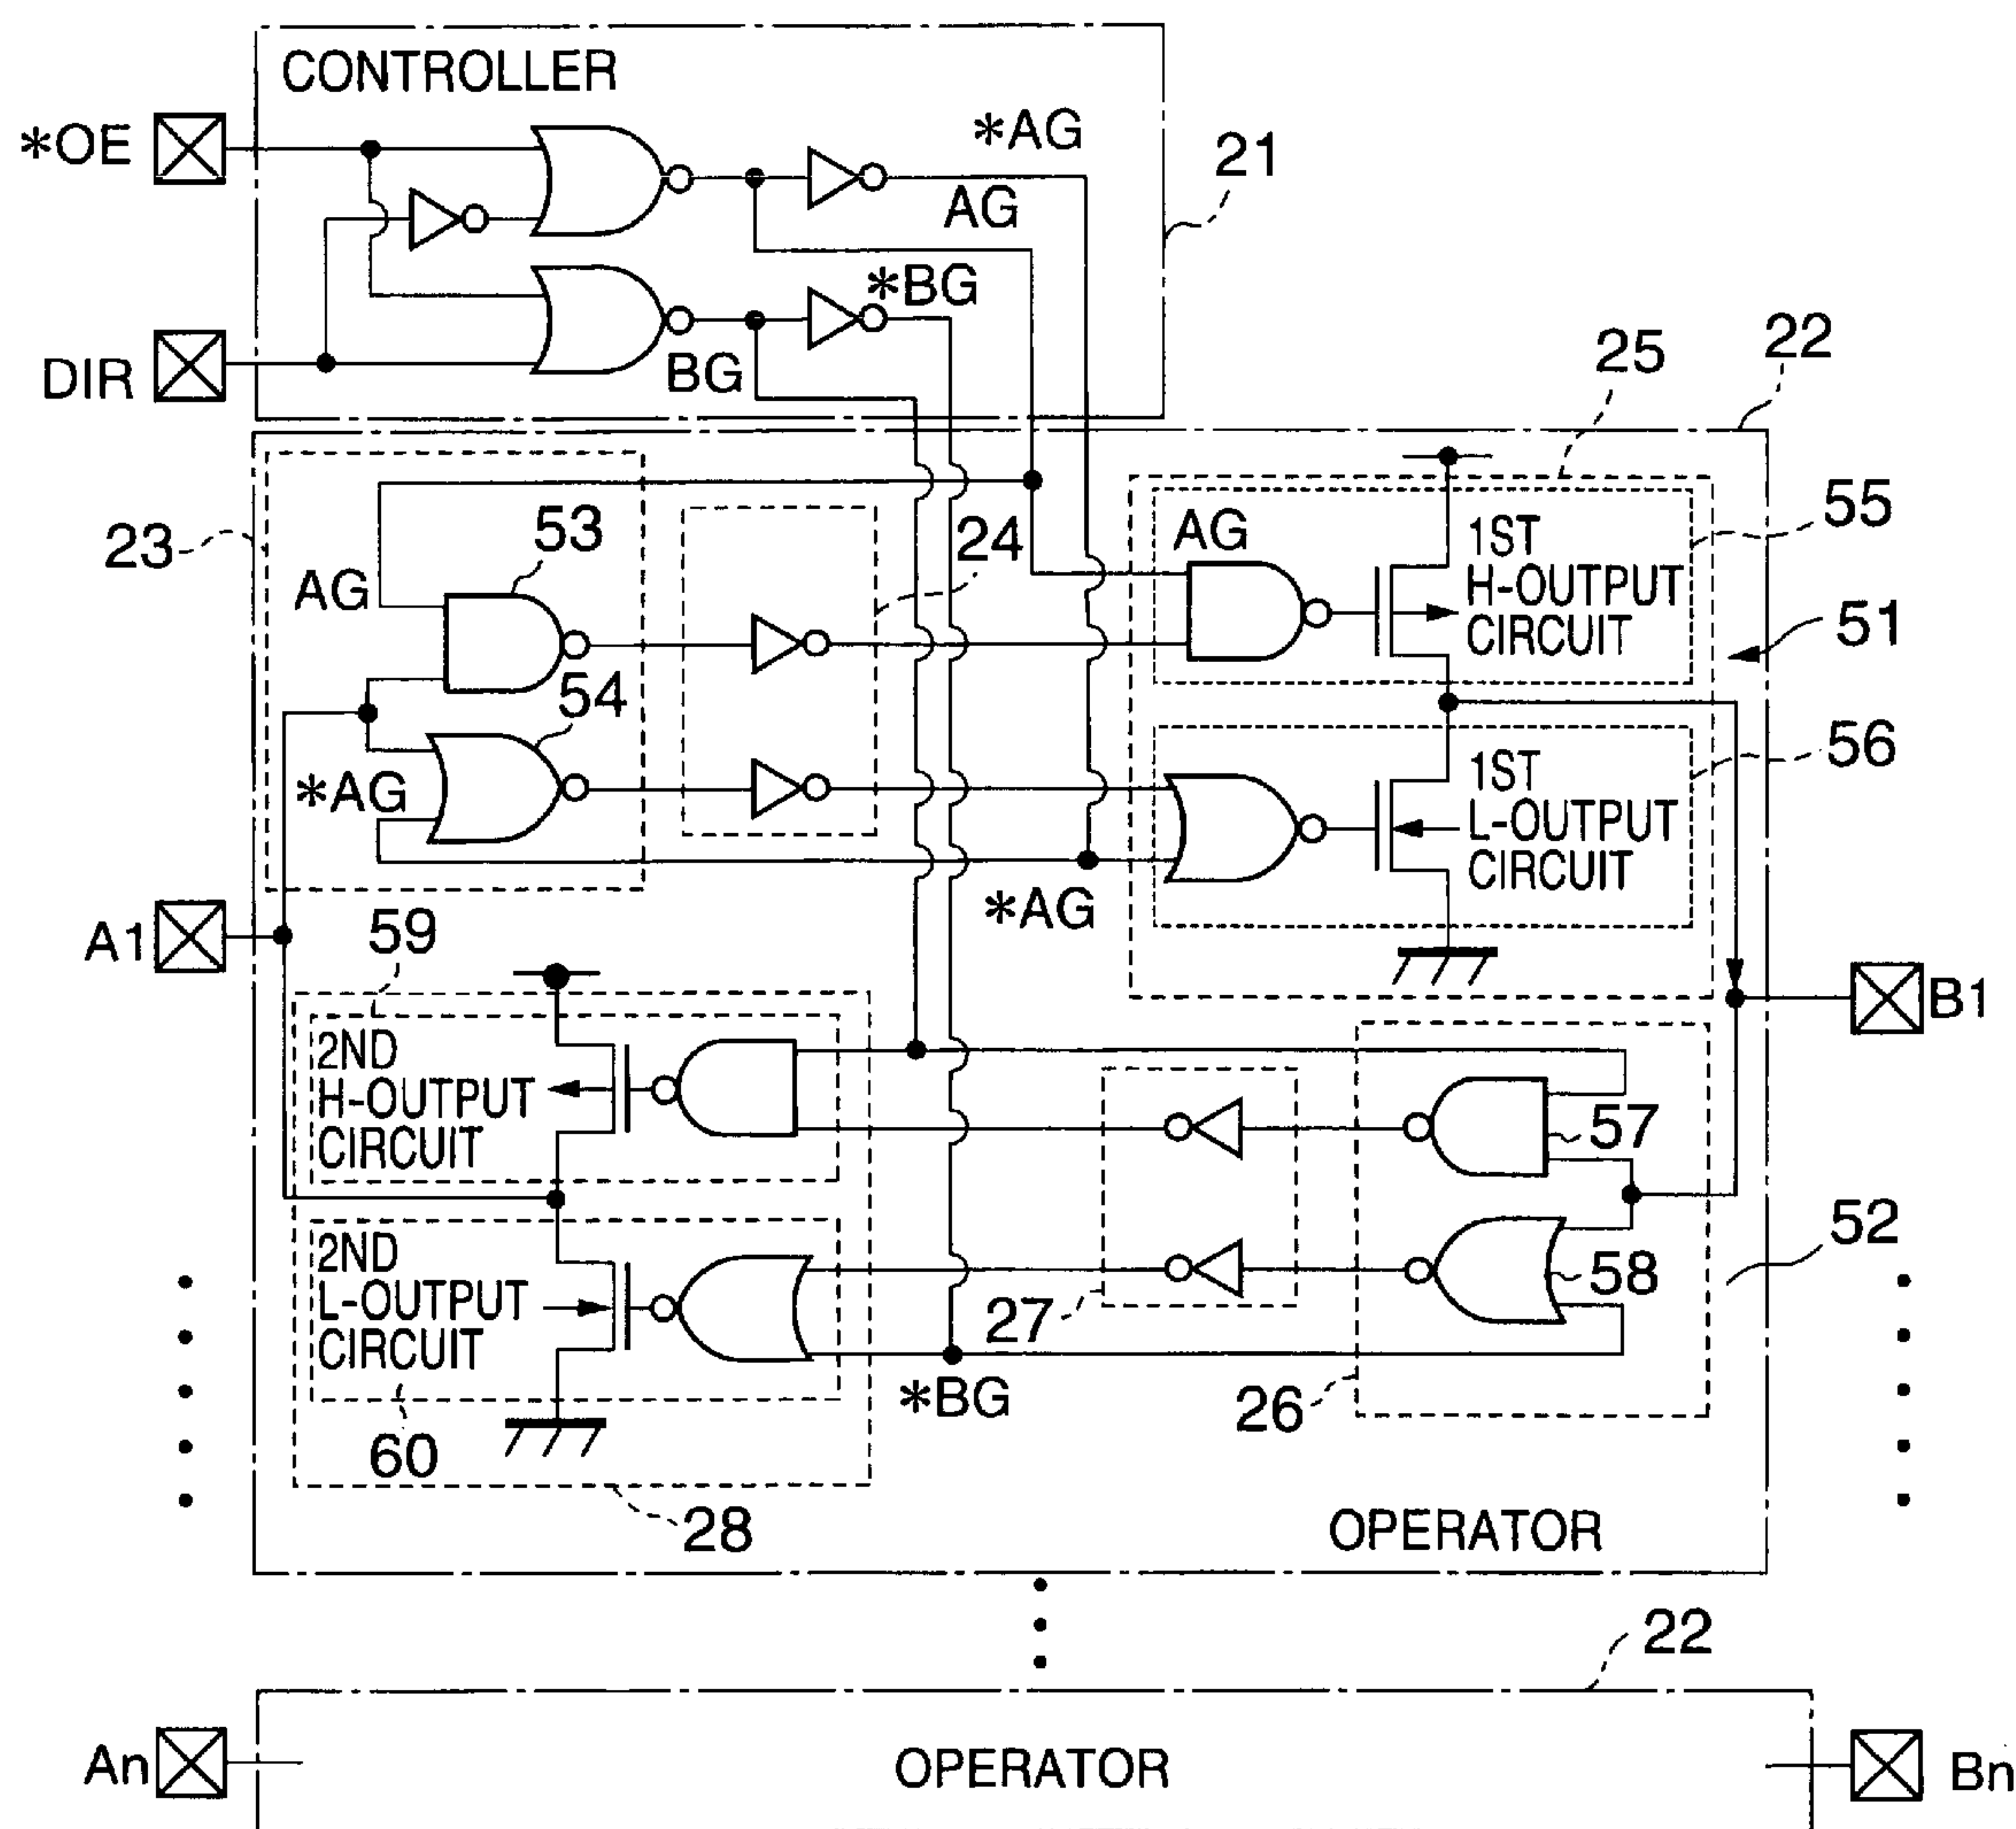 CONTROLLER
*OE
*AG
AG
21
*BG
DIR
BG
22
25
23
53
24
AG
55
1ST
H-OUTPUT
CIRCUIT
AG
51
54
*AG
56
1ST
L-OUTPUT
CIRCUIT
*AG
A1
59
B1
2ND
H-OUTPUT
CIRCUIT
57
52
2ND
L-OUTPUT
CIRCUIT
58
27
*BG
26
60
28
OPERATOR
22
An
OPERATOR
Bn